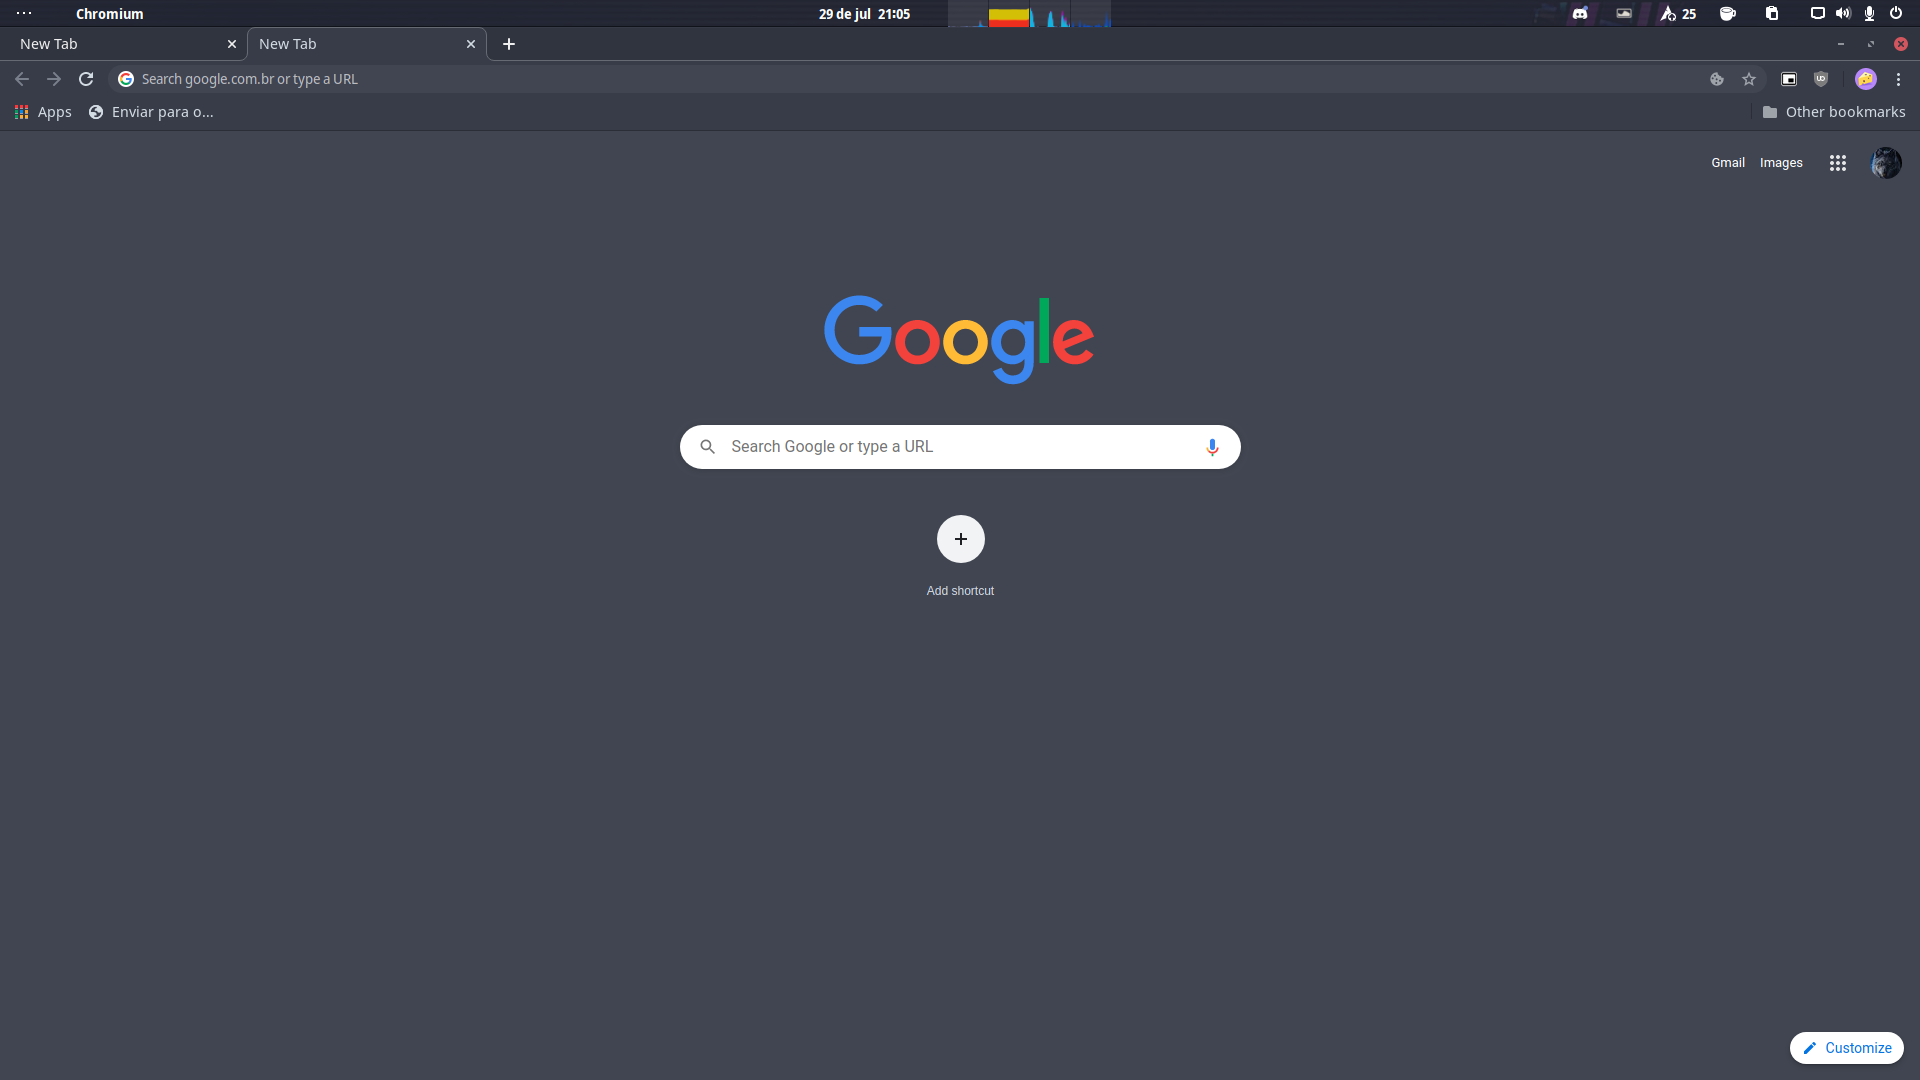 Chromium
29 de jul 21:05
25
New Tab
New Tab
Search google.com.br or type a URL
Apps
Enviar para o...
Other bookmarks
Gmail
Images
Google
Search Google or type a URL
Add shortcut
Customize